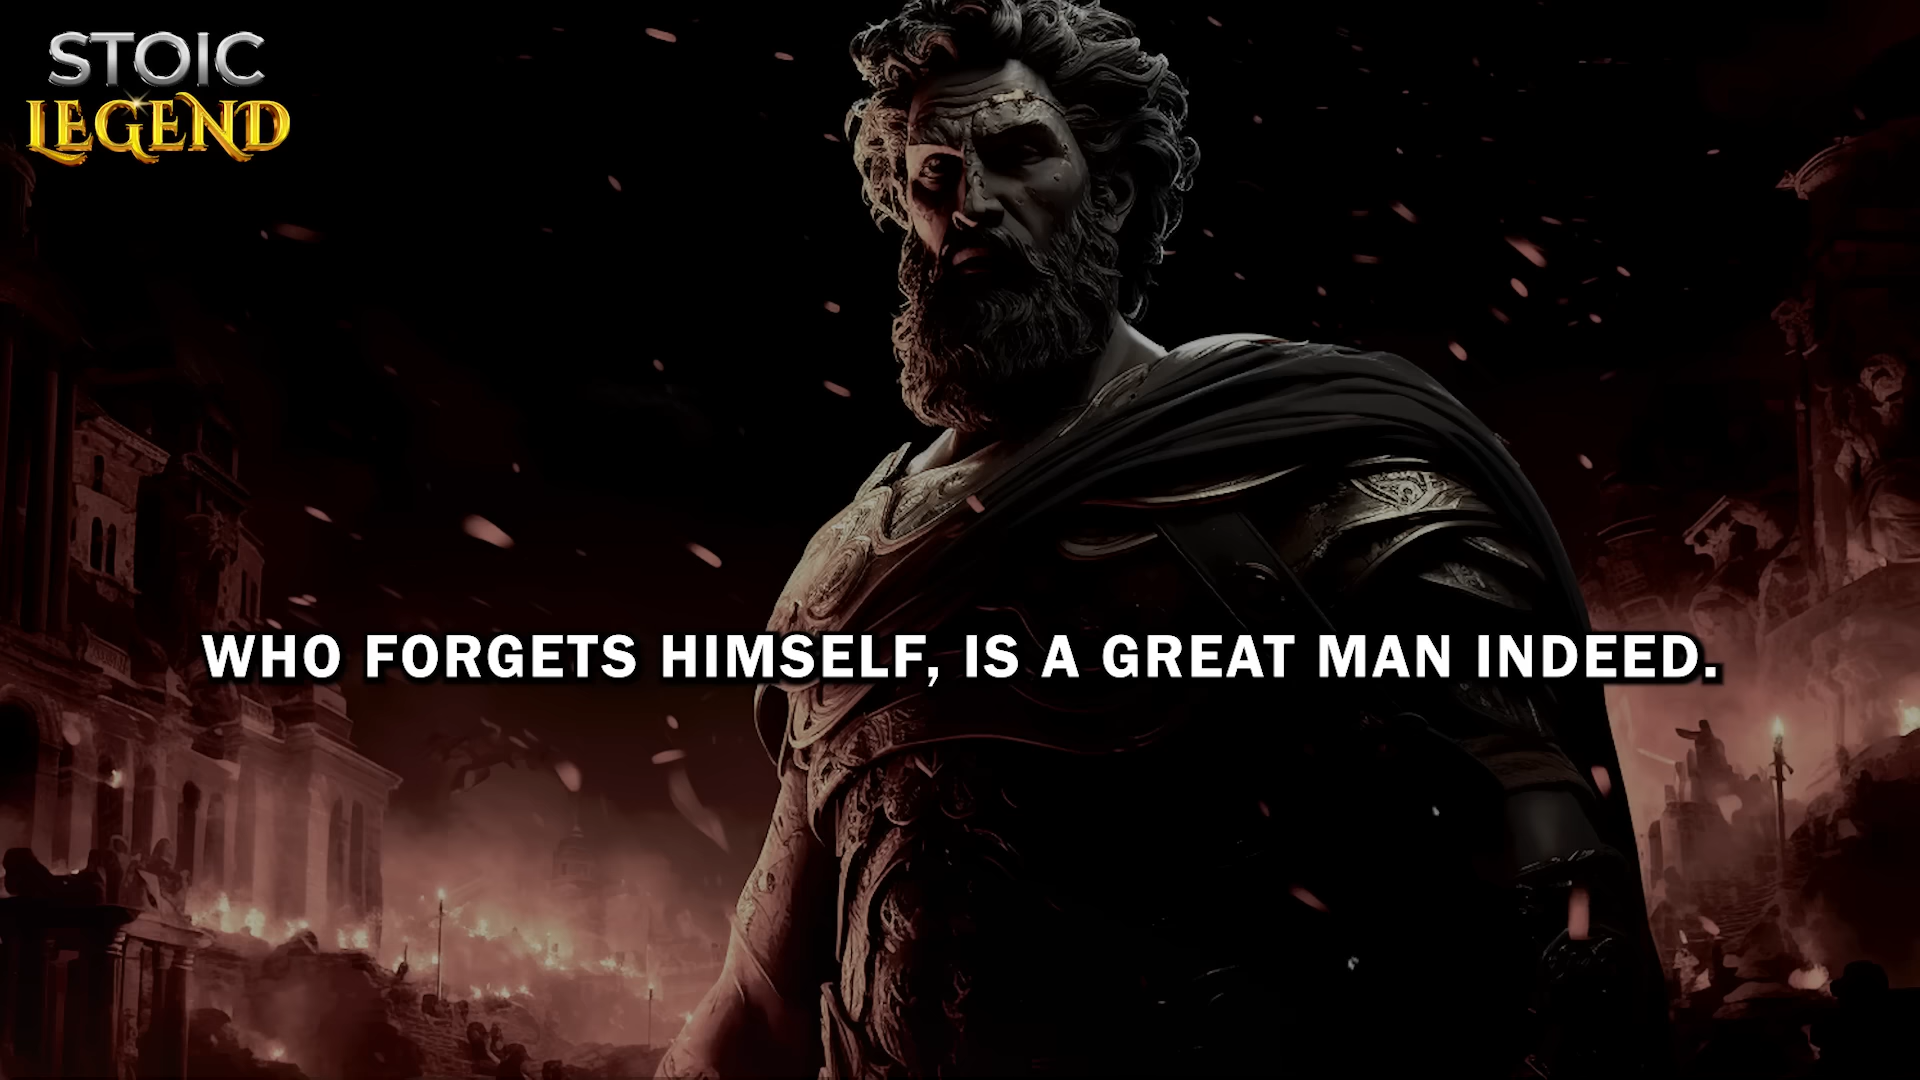 STOIC
LEGEND
WHO FORGETS HIMSELF, IS A GREAT MAN INDEED.